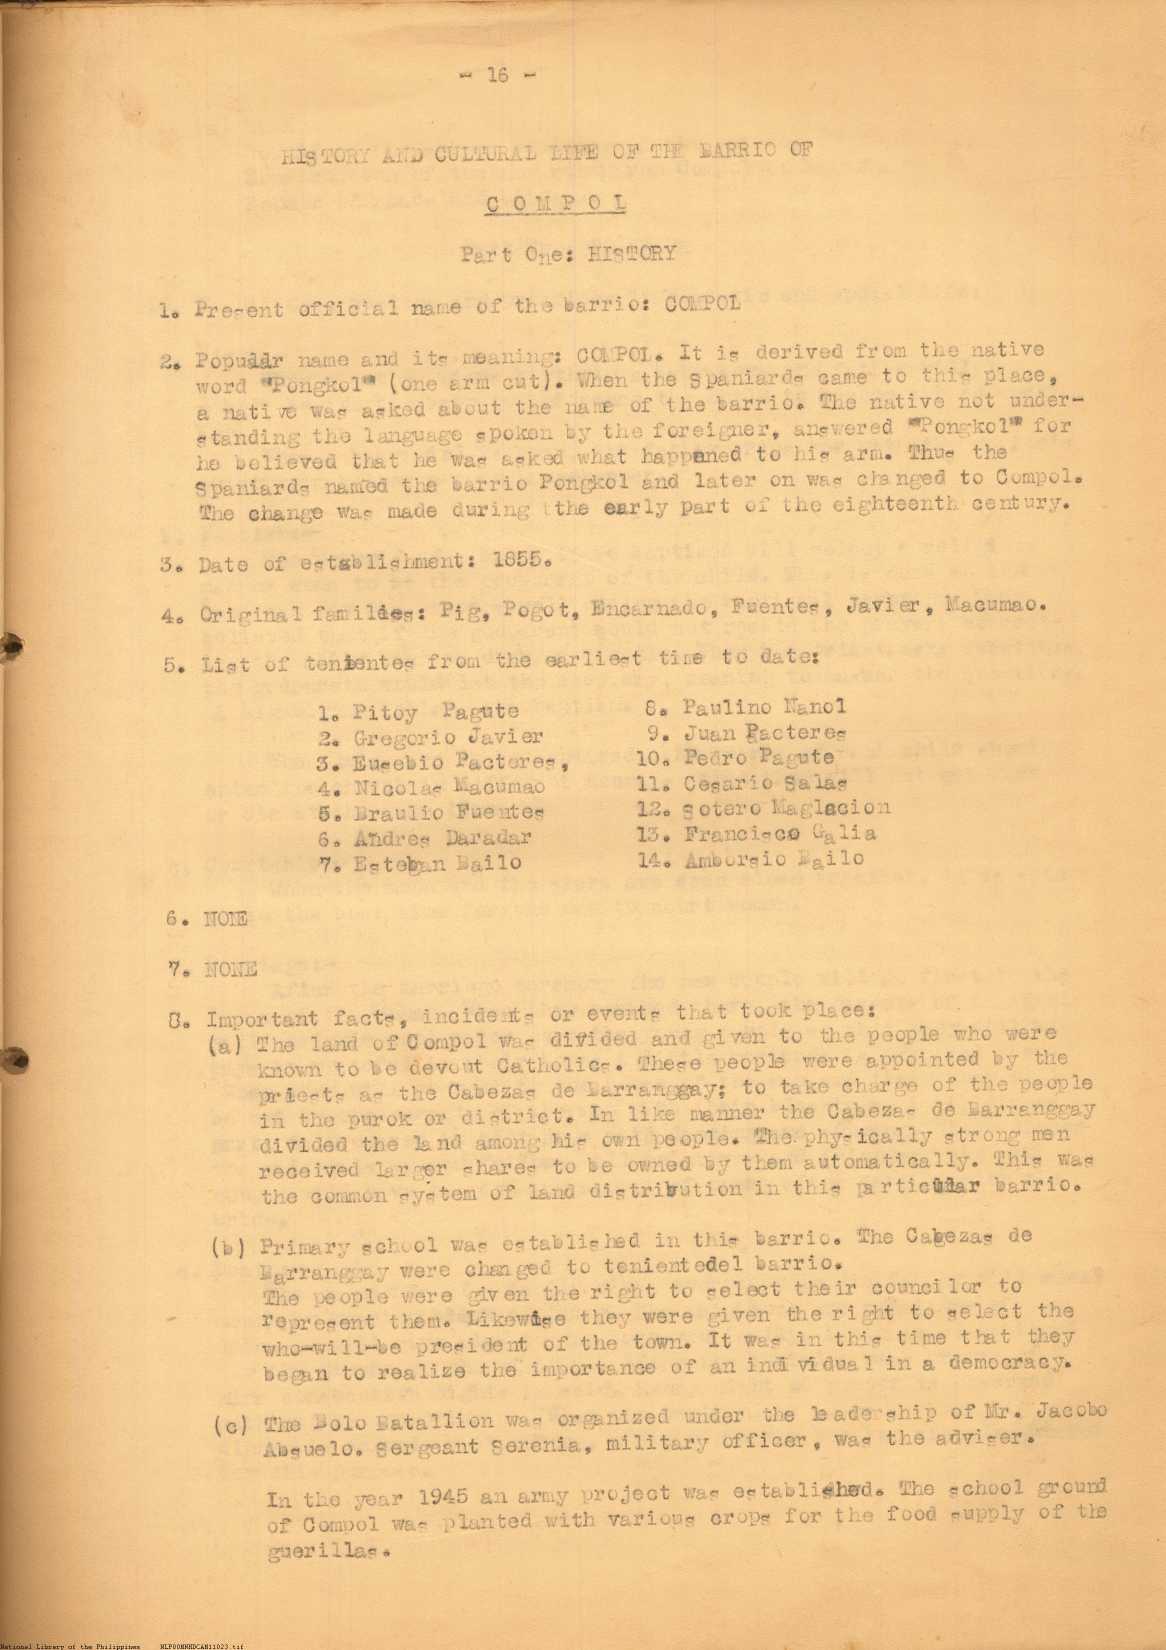 - 16 -
HISTORY AND CULTURAL LIFE OF THE BARRIO OF
C O M P O L
Part One: HISTORY
1. Present official name of the barrio: COMPOL
2. Populdr name and its meaning: COMPOL. It is derived from the native
word "Pongkol" (one arm cut). When the Spaniards came to this place,
a native was asked about the name of the barrio. The native not under-
standing the language spoken by the foreigner, answered "Pongkol" for
he believed that he was asked what happened to his arm. Thus the
Spaniards named the barrio Pongkol and later on was changed to Compol.
The change was made during the early part of the eighteenth century.
3. Date of establishment: 1855.
4. Original families: Pig, Pogot, Encarnado, Fuentes, Javier, Macumao.
5. List of tenientes from the earliest time to date:
1. Pitoy Pagute
2. Gregorio Javier
3. Eusebio Pacteres,
4. Nicolas Macumao
5. Braulio Fuentes
6. Andres Daradar
7. Esteban Bailo
8. Paulino Nanol
9. Juan Pacteres
10. Pedro Pagute
11. Cesario Salas
12. Sotero Maglacion
13. Francisco Galia
14. Amborsio Bailo
6. NONE
7. NONE
8. Important facts, incidents or events that took place:
(a) The land of Compol was divided and given to the people who were
known to be devout Catholics. These people were appointed by the
priests as the Cabezas de Barranggay; to take charge of the people
in the purok or district. In like manner the Cabezas de Barranggay
divided the land among his own people. The physically strong men
received larger shares to be owned by them automatically. This was
the common system of land distribution in this particular barrio.
(b) Primary school was established in this barrio. The Cabezas de
Barranggay were changed to tenientedel barrio.
The people were given the right to select their councilor to
represent them. Likewise they were given the right to select the
who-will-be president of the town. It was in this time that they
began to realize the importance of an individual in a democracy.
(c) The Bolo Batallion was organized under the leadership of Mr. Jacobo
Absuelo. Sergeant Serenia, military officer, was the adviser.
In the year 1945 an army project was established. The school ground
of Compol was planted with various crops for the food supply of the
guerillas.
National Library of the Philippines NLP00NHHDCAN11023.tif